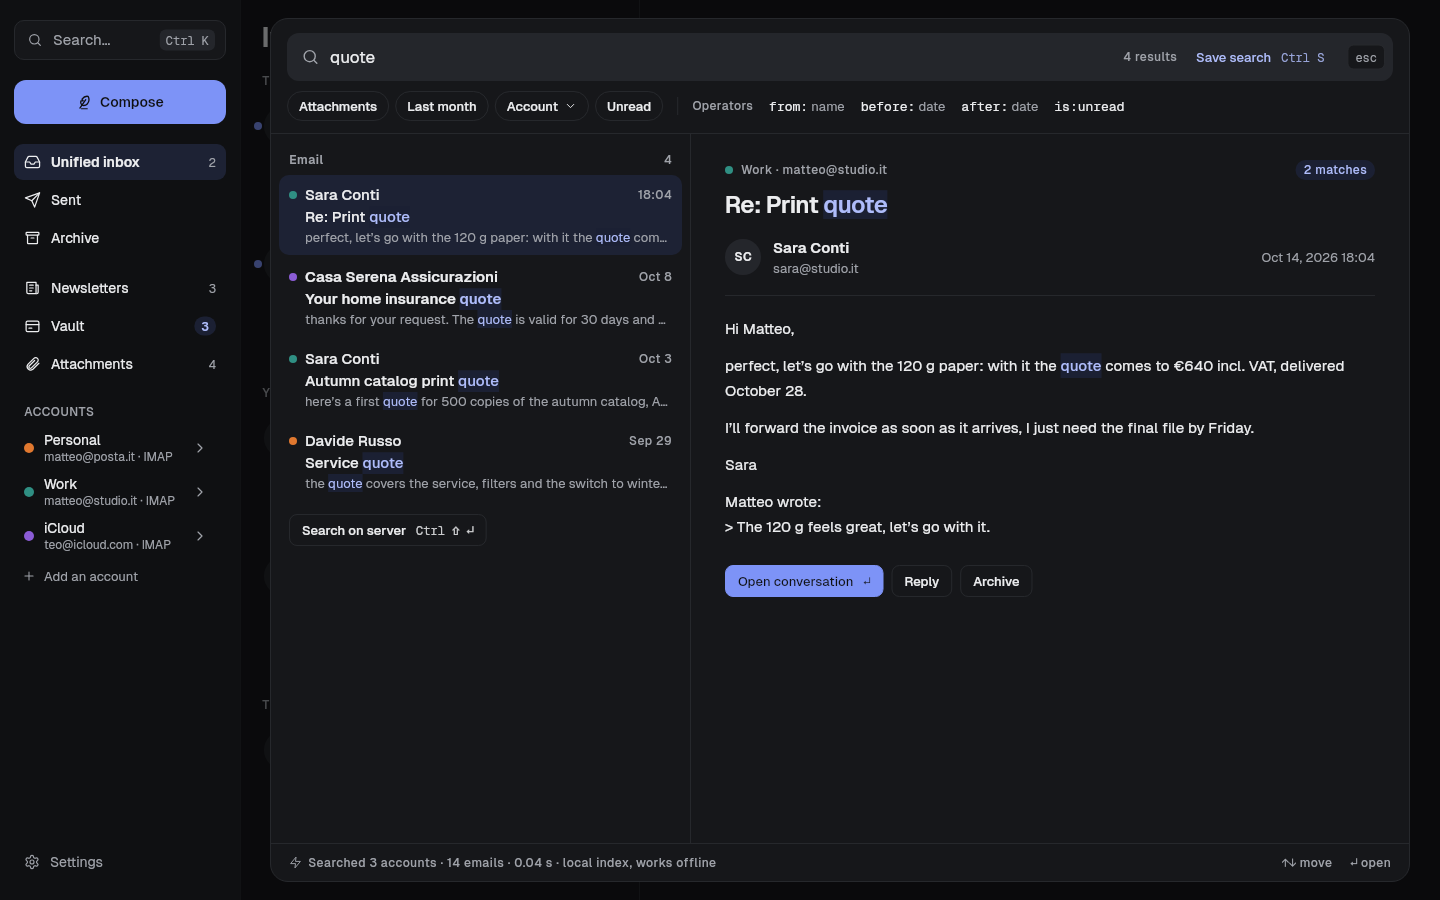 Search... Ctrl K
Compose
Unified inbox 2
Sent
Archive
Newsletters 3
Vault 3
Attachments 4
ACCOUNTS
Personal
matteo@posta.it · IMAP
Work
matteo@studio.it · IMAP
iCloud
teo@icloud.com · IMAP
+ Add an account
Settings
quote 4 results Save search Ctrl S esc
Attachments Last month Account Unread Operators from: name before: date after: date is:unread
Email 4
Sara Conti 18:04
Re: Print quote
perfect, let’s go with the 120 g paper: with it the quote com…
Casa Serena Assicurazioni Oct 8
Your home insurance quote
thanks for your request. The quote is valid for 30 days and …
Sara Conti Oct 3
Autumn catalog print quote
here’s a first quote for 500 copies of the autumn catalog, A…
Davide Russo Sep 29
Service quote
the quote covers the service, filters and the switch to winte…
Search on server Ctrl ⇧ ↵
Work · matteo@studio.it 2 matches
Re: Print quote
SC
Sara Conti
sara@studio.it
Oct 14, 2026 18:04
Hi Matteo,
perfect, let’s go with the 120 g paper: with it the quote comes to €640 incl. VAT, delivered
October 28.
I’ll forward the invoice as soon as it arrives, I just need the final file by Friday.
Sara
Matteo wrote:
> The 120 g feels great, let’s go with it.
Open conversation ↵ Reply Archive
Searched 3 accounts · 14 emails · 0.04 s · local index, works offline
↑↓ move ↵ open